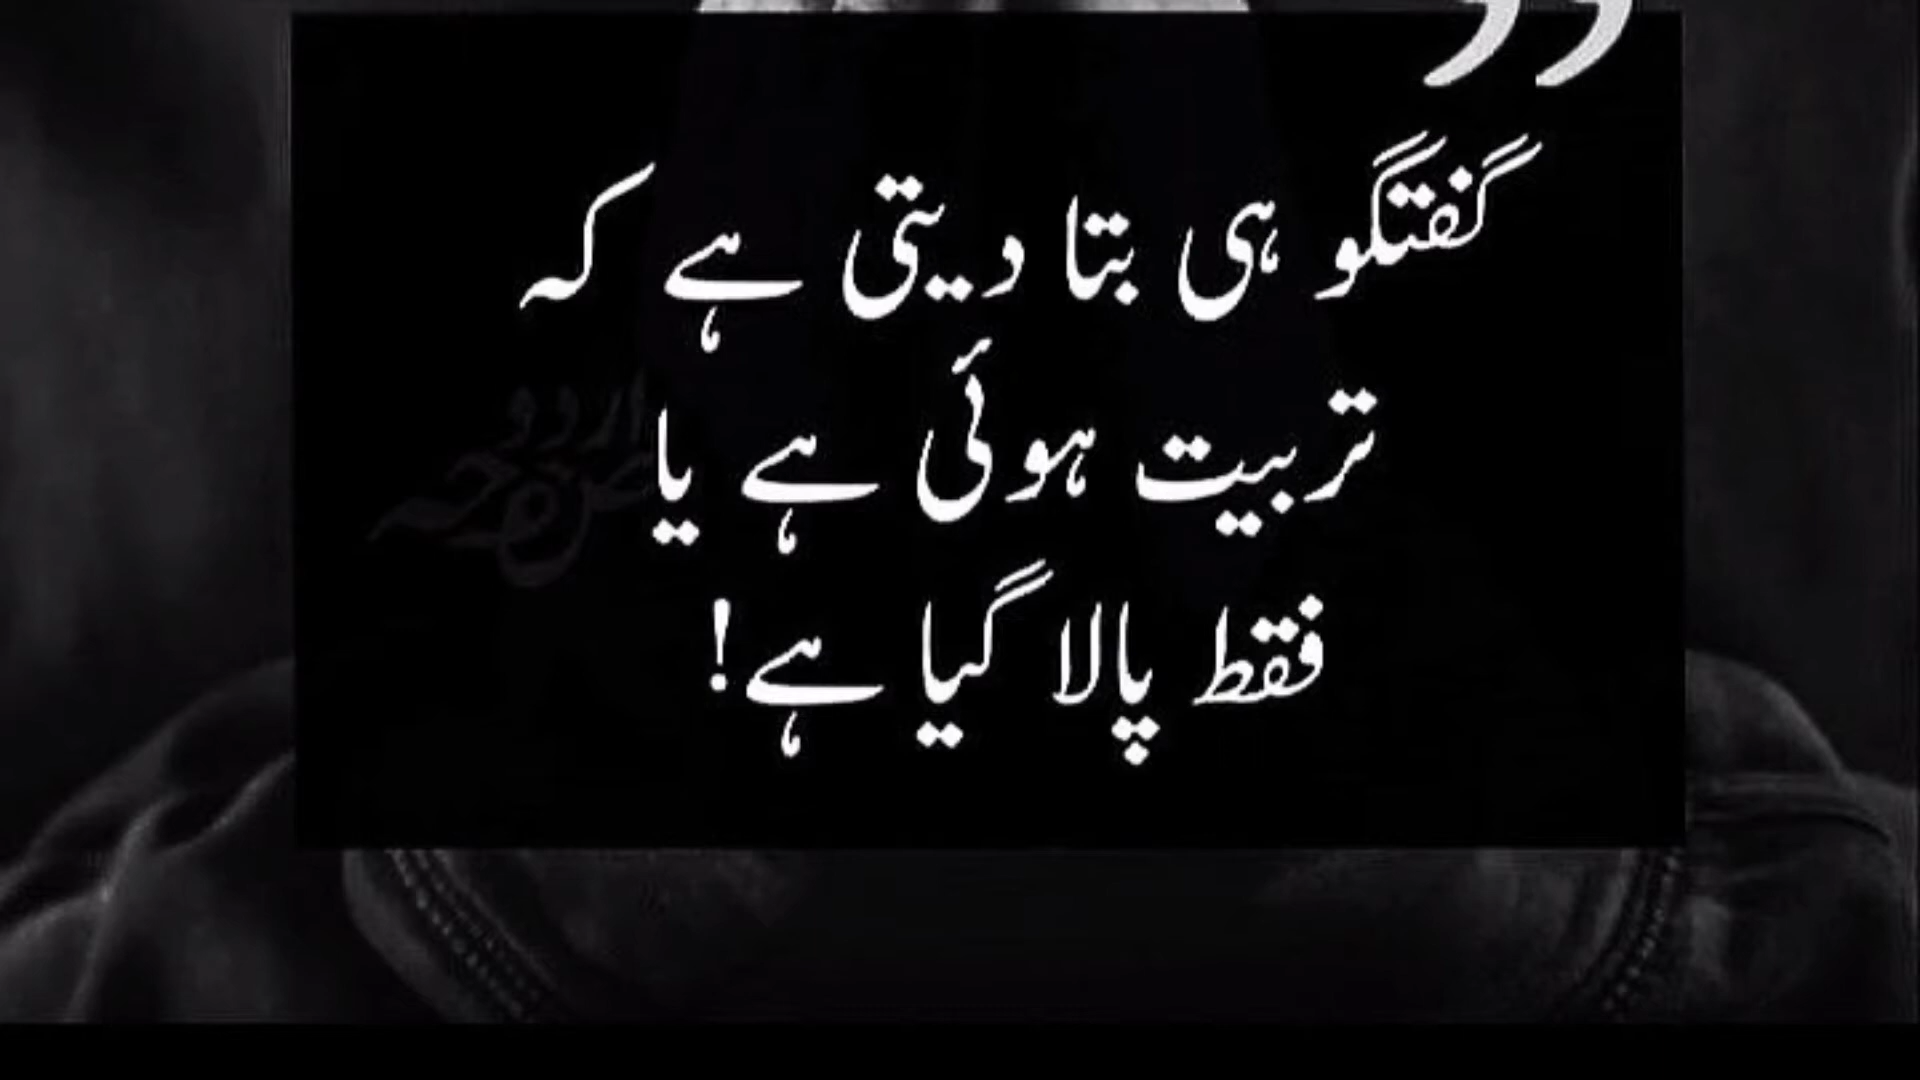 گفتگو ہی بتا دیتی ہے کہ
تربیت ہوئی ہے یا
فقط پالا گیا ہے!